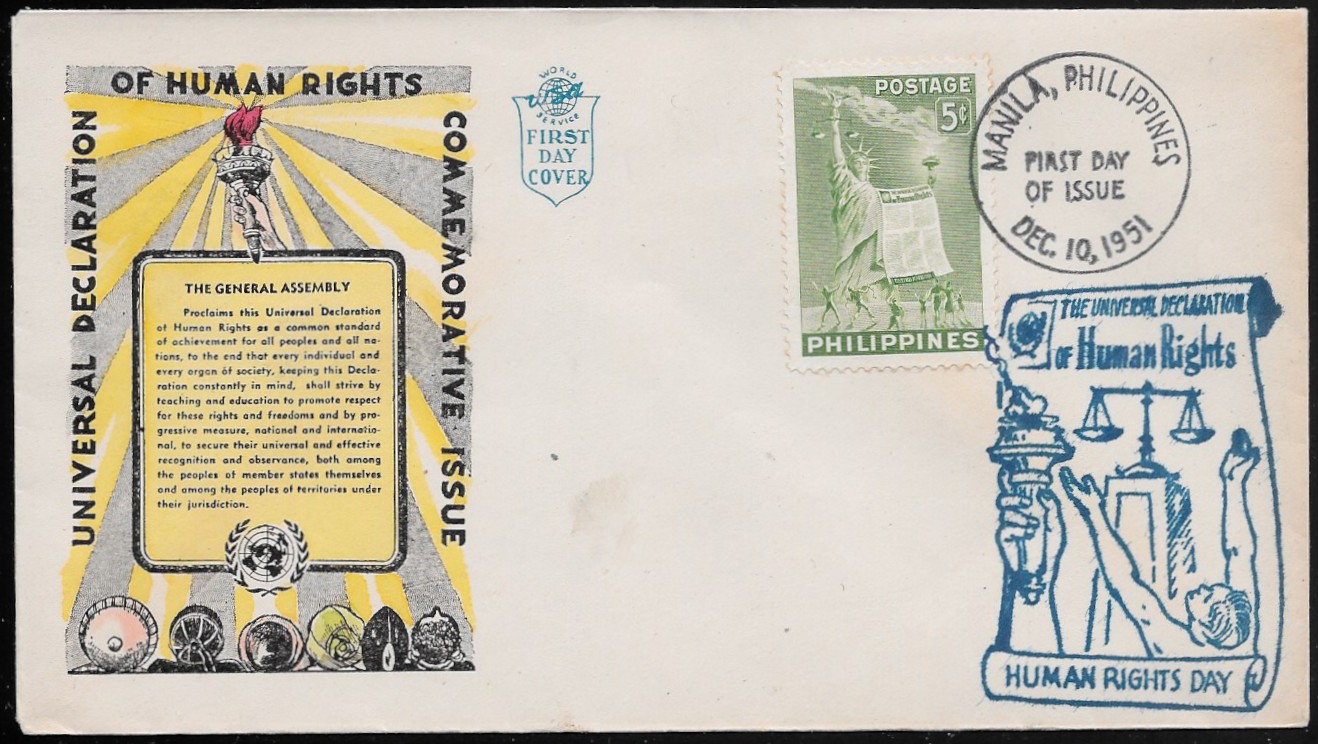 UNIVERSAL DECLARATION
OF HUMAN RIGHTS
COMMEMORATIVE ISSUE
THE GENERAL ASSEMBLY
Proclaims this Universal Declaration
of Human Rights as a common standard
of achievement for all peoples and all na-
tions, to the end that every individual and
every organ of society, keeping this Decla-
ration constantly in mind, shall strive by
teaching and education to promote respect
for these rights and freedoms and by pro-
gressive measure, national and internatio-
nal, to secure their universal and effective
recognition and observance, both among
the peoples of member states themselves
and among the peoples of territories under
their jurisdiction.
WORLD
SERVICE
FIRST
DAY
COVER
POSTAGE
5¢
PHILIPPINES
MANILA, PHILIPPINES
FIRST DAY
OF ISSUE
DEC. 10, 1951
THE UNIVERSAL DECLARATION
OF Human Rights
HUMAN RIGHTS DAY